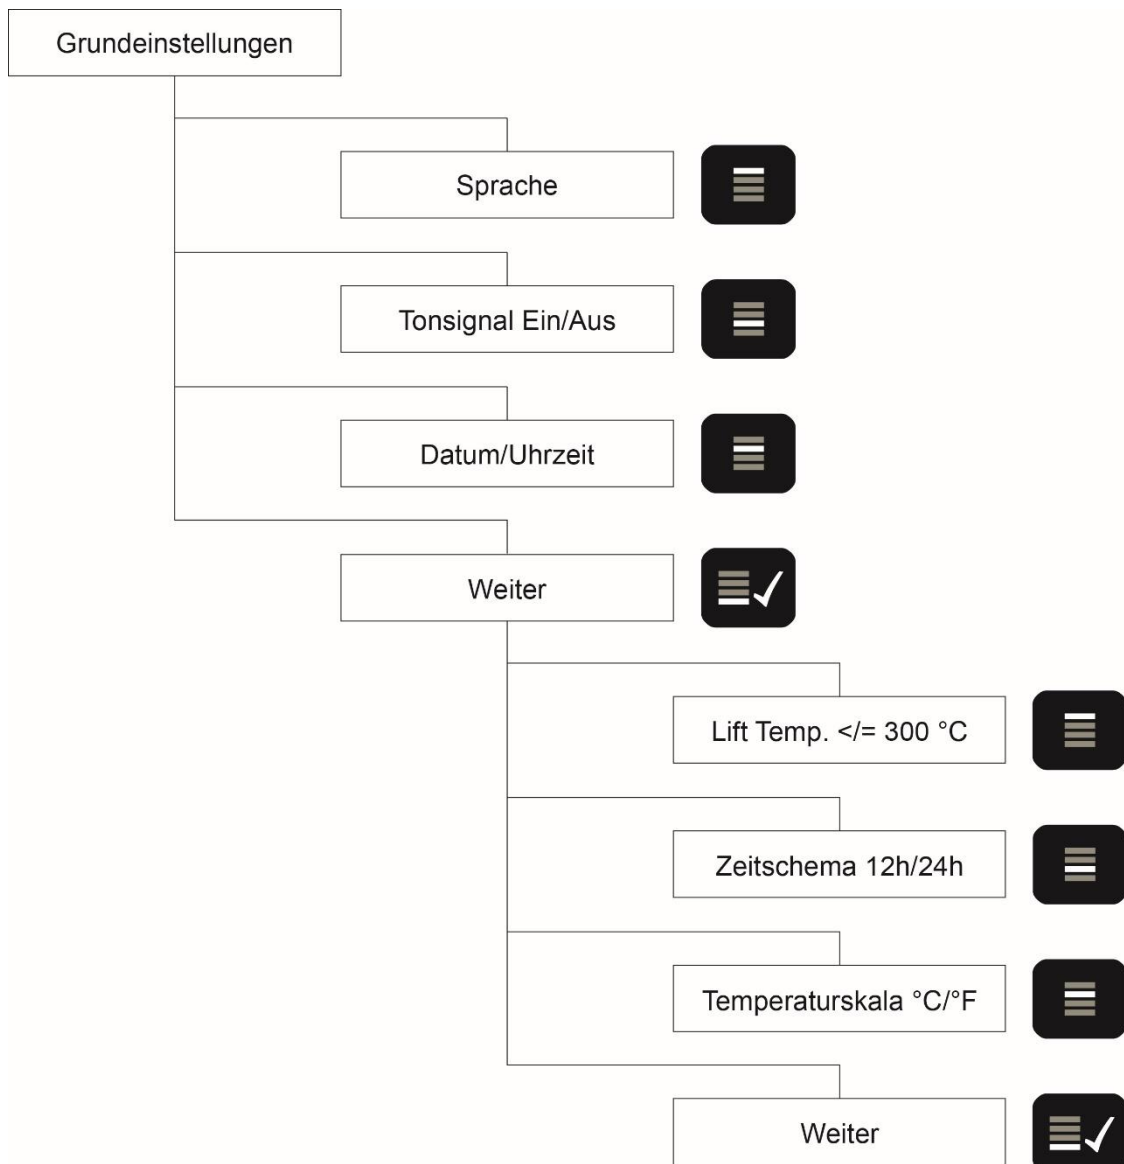 Grundeinstellungen
Sprache
Tonsignal Ein/Aus
Datum/Uhrzeit
Weiter
Lift Temp. </= 300 °C
Zeitschema 12h/24h
Temperaturskala °C/°F
Weiter